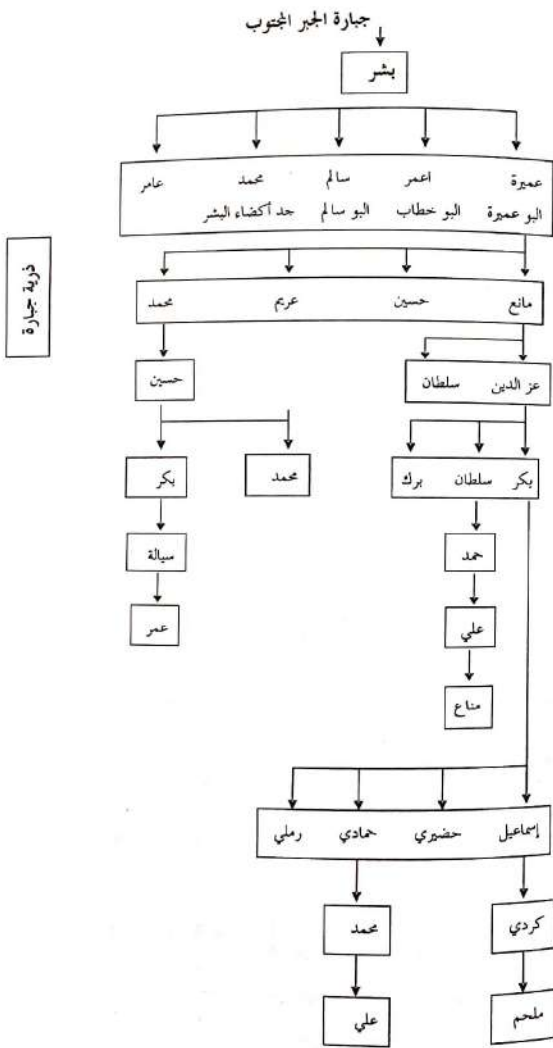 جبارة الجبر المجتوب
بشر
عميرة اعمر سالم محمد عامر
البو عميرة البو خطاب البو سالم جد أكضاء البشر
ذرية جبارة
مانع حسين عريم محمد
عز الدين سلطان
حسين
بكر سلطان برك
محمد
بكر
حمد
سيالة
علي
عمر
مناع
إسماعيل حضيري حمادي رملي
كردي
محمد
ملحم
علي